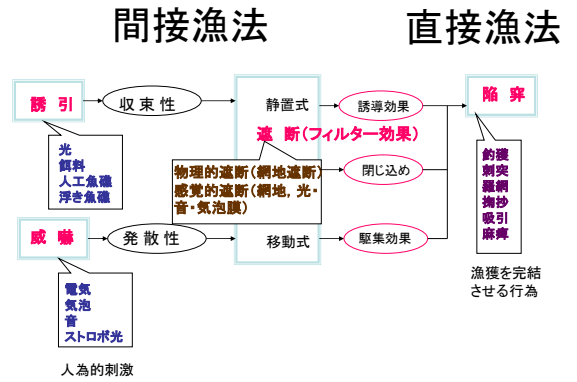 間接漁法
直接漁法
誘 引
収 束 性
静置式
誘導効果
陥 穽
遮 断(フィルター効果)
光
餌料
人工魚礁
浮き魚礁
物理的遮断(網地遮断)
感覚的遮断(網地, 光・
音・気泡膜)
閉じ込め
釣獲
刺突
羅網
掬抄
吸引
麻痺
威 嚇
発 散 性
移動式
駆集効果
電気
気泡
音
ストロボ光
漁獲を完結
させる行為
人為的刺激